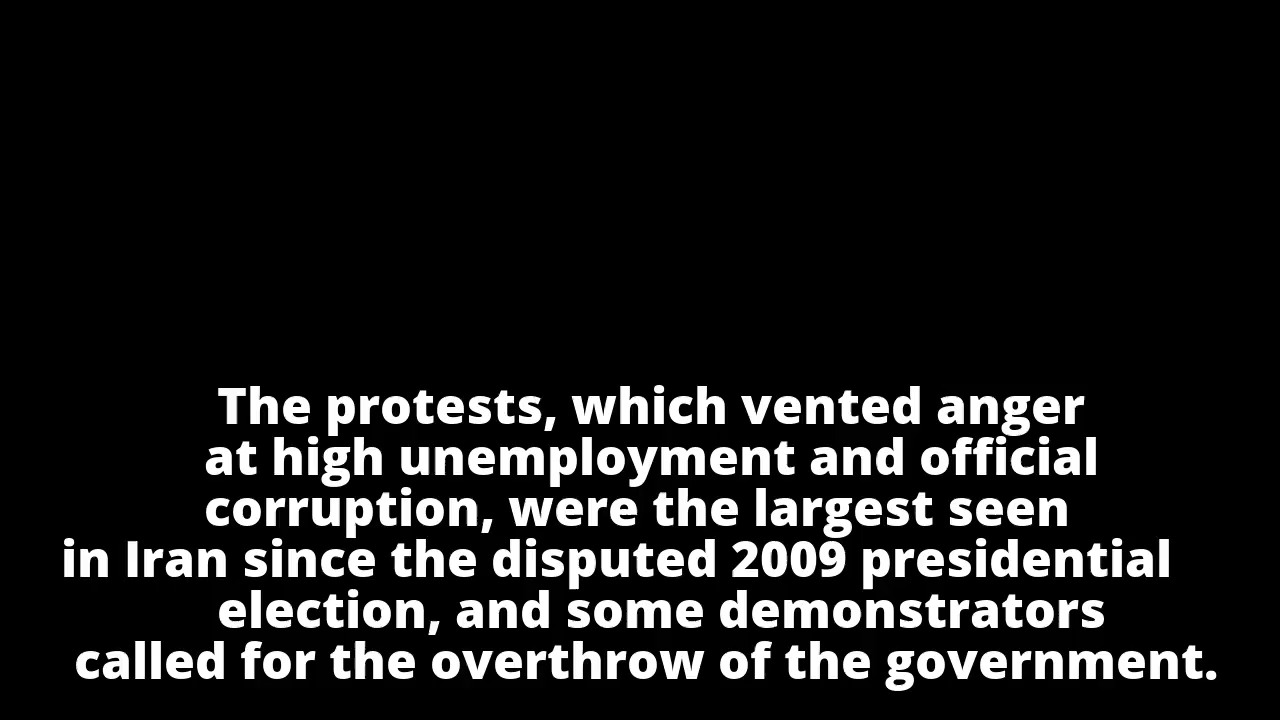 The protests, which vented anger
at high unemployment and official
corruption, were the largest seen
in Iran since the disputed 2009 presidential
election, and some demonstrators
called for the overthrow of the government.